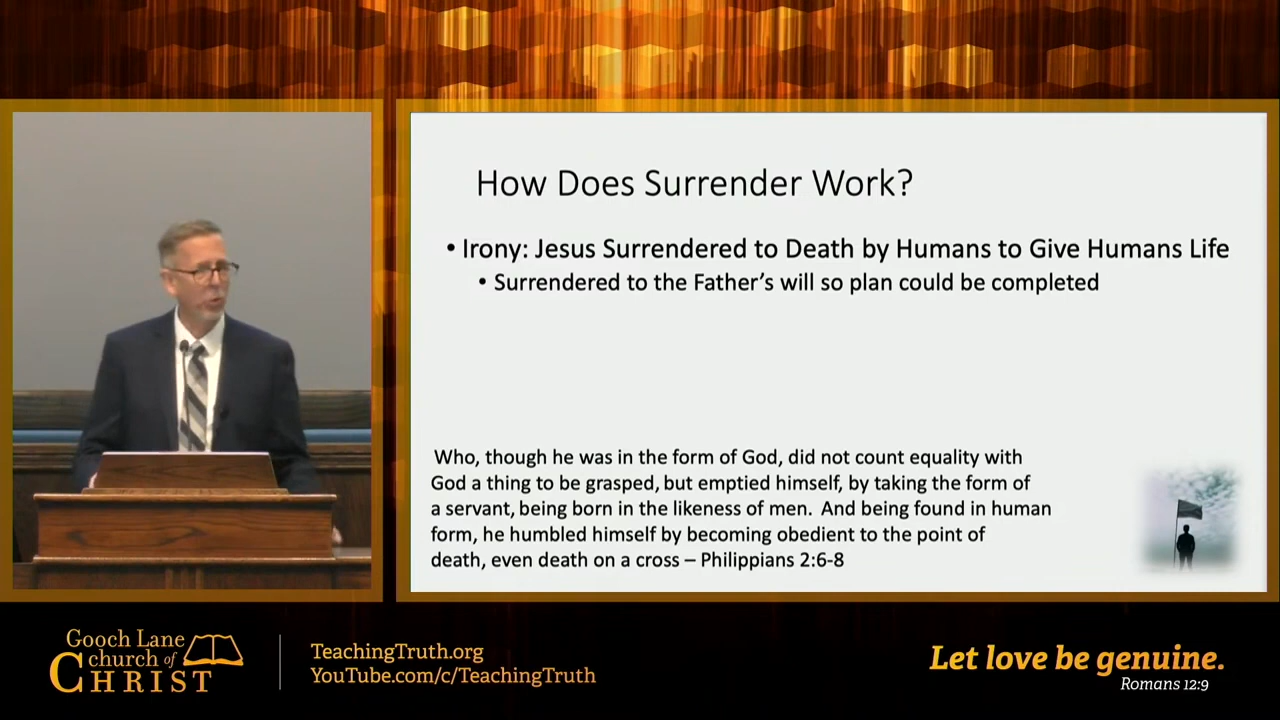 How Does Surrender Work?
• Irony: Jesus Surrendered to Death by Humans to Give Humans Life
• Surrendered to the Father's will so plan could be completed
Who, though he was in the form of God, did not count equality with
God a thing to be grasped, but emptied himself, by taking the form of
a servant, being born in the likeness of men.  And being found in human
form, he humbled himself by becoming obedient to the point of
death, even death on a cross – Philippians 2:6-8
Gooch Lane
church of
CHRIST
TeachingTruth.org
YouTube.com/c/TeachingTruth
Let love be genuine.
Romans 12:9